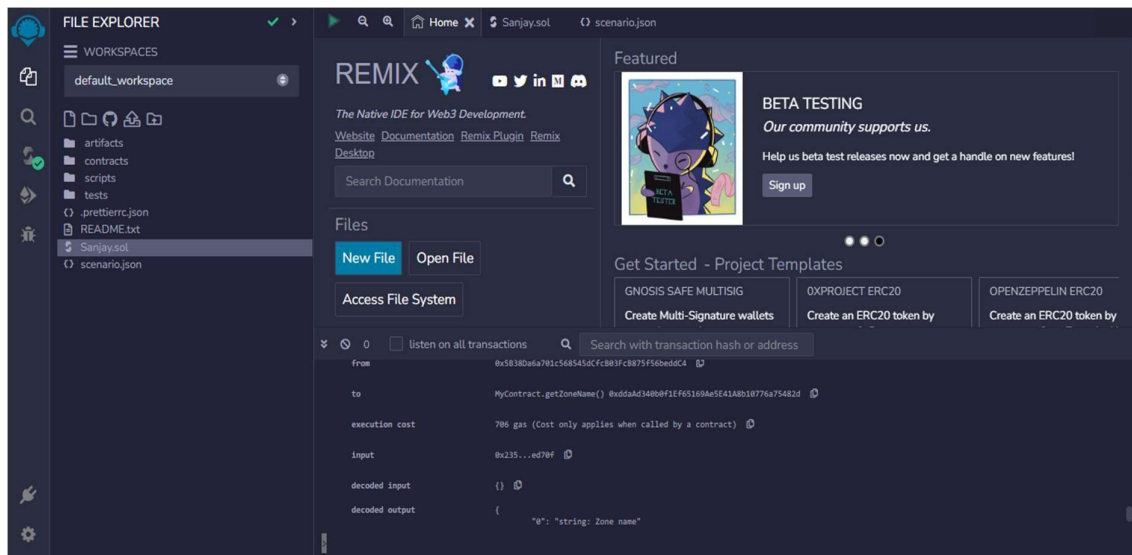 FILE EXPLORER
WORKSPACES
default_workspace
artifacts
contracts
scripts
tests
.prettierrc.json
README.txt
Sanjay.sol
scenario.json
Home
Sanjay.sol
scenario.json
REMIX
The Native IDE for Web3 Development.
Website Documentation Remix Plugin Remix
Desktop
Search Documentation
Files
New File Open File
Access File System
Featured
BETA TESTING
Our community supports us.
Help us beta test releases now and get a handle on new features!
Sign up
BETA
TESTER
Get Started - Project Templates
GNOSIS SAFE MULTISIG
Create Multi-Signature wallets
0XPROJECT ERC20
Create an ERC20 token by
OPENZEPPELIN ERC20
Create an ERC20 token by
0 listen on all transactions
Search with transaction hash or address
from 0x5B38Da6a701c568545dCfcB03FcB875f56beddC4
to MyContract.getZoneName() 0xddaAd340b0f1Ef65169Ae5E41A8b10776a75482d
execution cost 706 gas (Cost only applies when called by a contract)
input 0x235...ed70f
decoded input {}
decoded output {
"0": "string: Zone name"